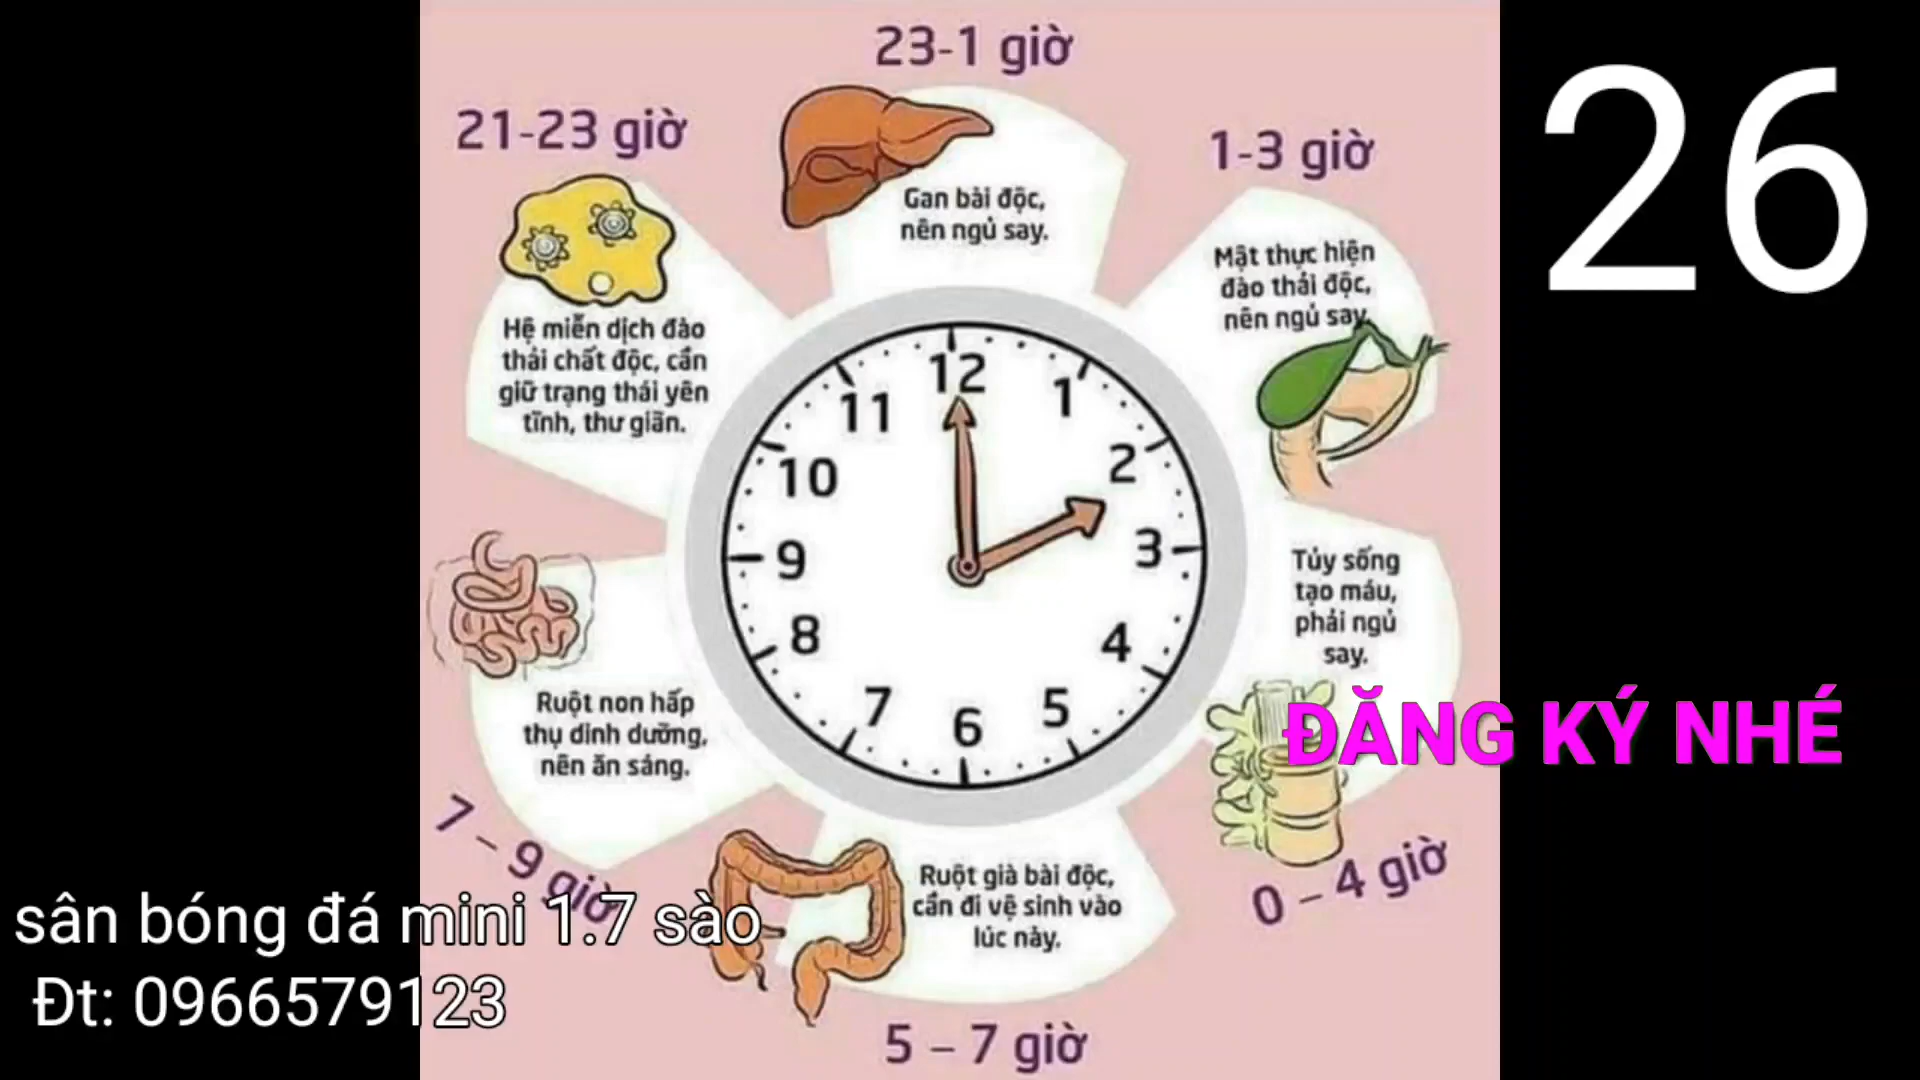 23-1 giờ
26
21-23 giờ
1-3 giờ
Gan bài độc,
nên ngủ say.
Mật thực hiện
đào thải độc,
nên ngủ say.
Hệ miễn dịch đào
thải chất độc, cần
giữ trạng thái yên
tĩnh, thư giãn.
12
1
2
3
4
5
6
7
8
9
10
11
Tủy sống
tạo máu,
phải ngủ
say.
ĐĂNG KÝ NHÉ
Ruột non hấp
thụ dinh dưỡng,
nên ăn sáng.
7 – 9 giờ
0 – 4 giờ
Ruột già bài độc,
cần đi vệ sinh vào
lúc này.
sân bóng đá mini 1.7 sào
Đt: 0966579123
5 – 7 giờ